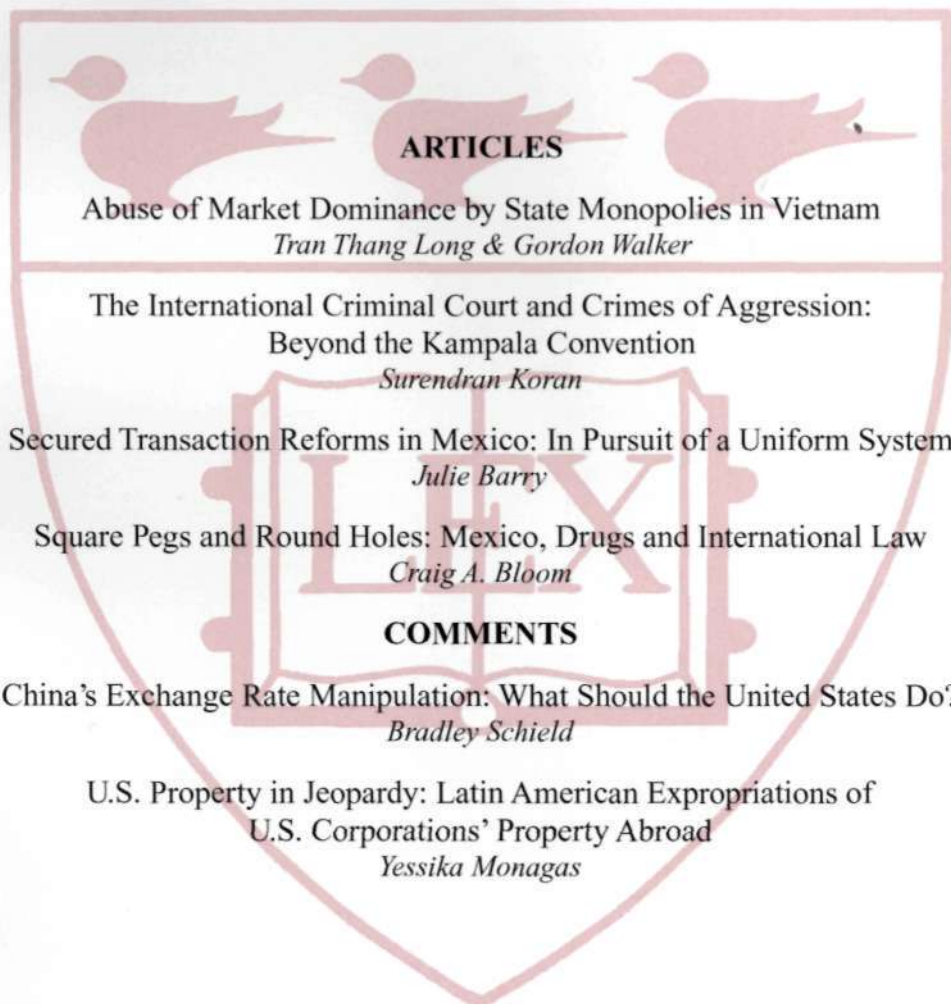 ARTICLES
Abuse of Market Dominance by State Monopolies in Vietnam
Tran Thang Long & Gordon Walker
The International Criminal Court and Crimes of Aggression:
Beyond the Kampala Convention
Surendran Koran
Secured Transaction Reforms in Mexico: In Pursuit of a Uniform System
Julie Barry
Square Pegs and Round Holes: Mexico, Drugs and International Law
Craig A. Bloom
LEX
COMMENTS
China's Exchange Rate Manipulation: What Should the United States Do?
Bradley Schield
U.S. Property in Jeopardy: Latin American Expropriations of
U.S. Corporations' Property Abroad
Yessika Monagas